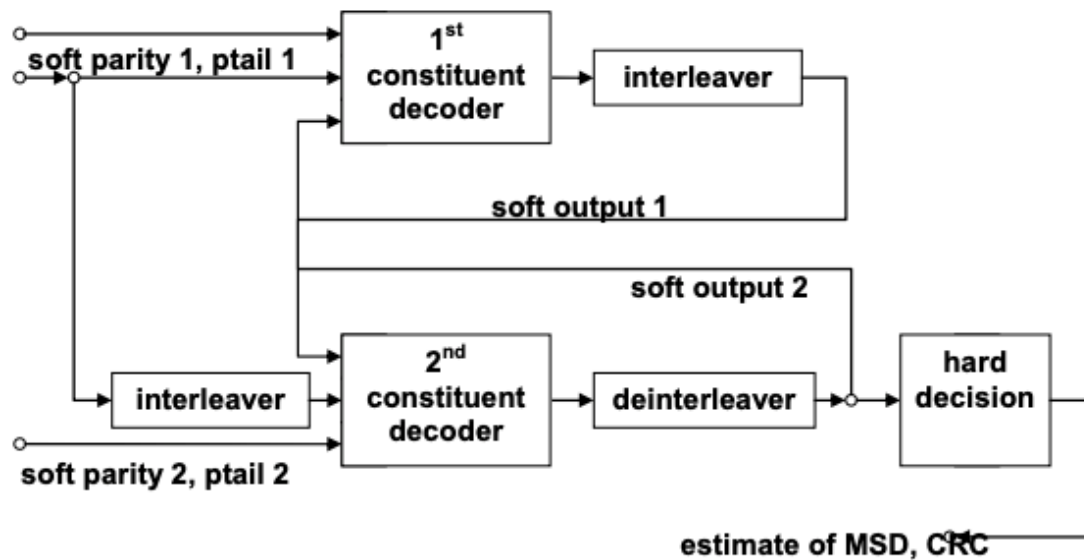 1st
constituent
decoder
soft parity 1, ptail 1
interleaver
soft output 1
soft output 2
2nd
constituent
decoder
interleaver
deinterleaver
hard
decision
soft parity 2, ptail 2
estimate of MSD, CRC